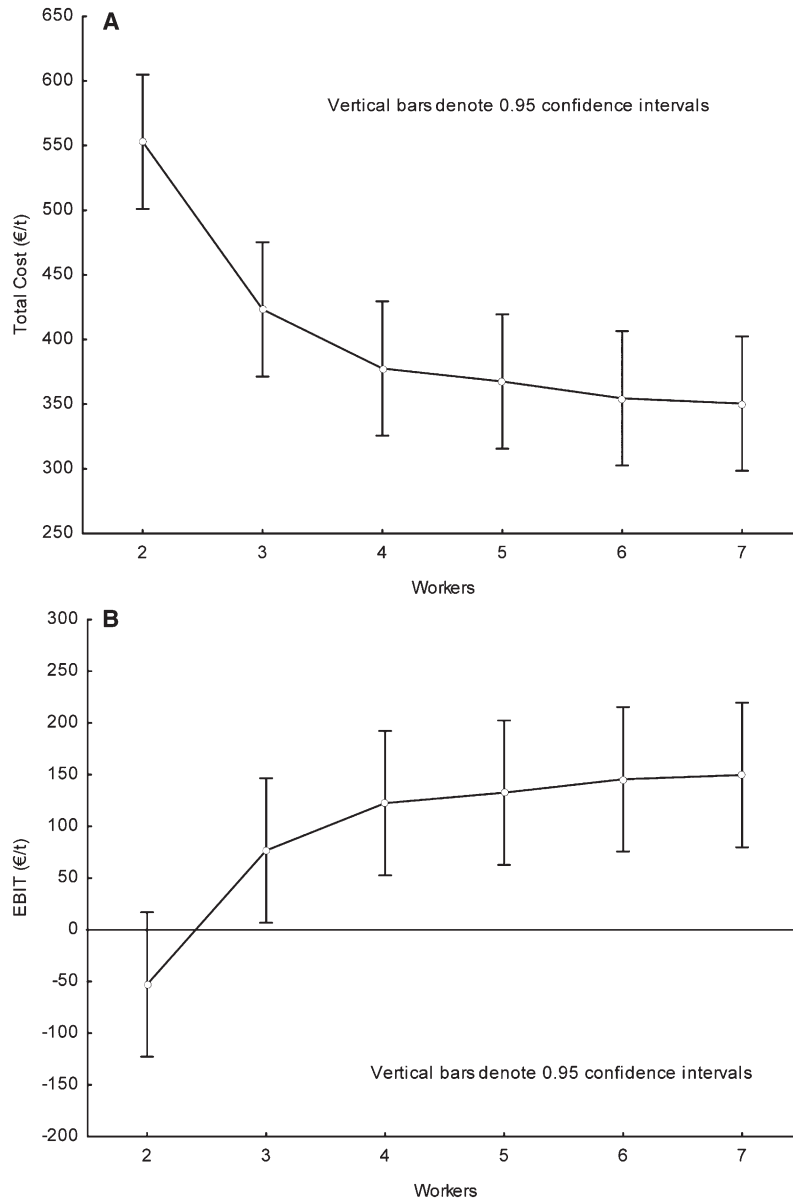 A
650
600
Vertical bars denote 0.95 confidence intervals
550
500
450
400
350
300
250
Total Cost (€/t)
2 3 4 5 6 7
Workers
B
300
250
200
150
100
50
0
-50
-100
Vertical bars denote 0.95 confidence intervals
-150
-200
EBIT (€/t)
2 3 4 5 6 7
Workers